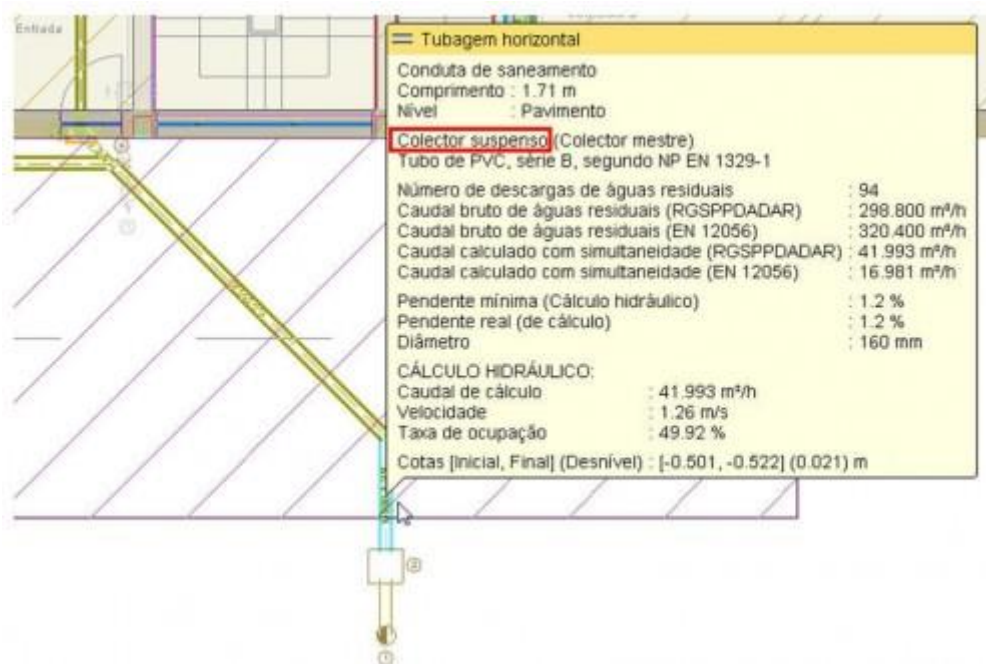 Entrada
Tubagem horizontal
Conduta de saneamento
Comprimento : 1.71 m
Nível : Pavimento
Colector suspenso (Colector mestre)
Tubo de PVC, série B, segundo NP EN 1329-1
Número de descargas de águas residuais : 94
Caudal bruto de águas residuais (RGSPPDADAR) : 298.800 m³/h
Caudal bruto de águas residuais (EN 12056) : 320.400 m³/h
Caudal calculado com simultaneidade (RGSPPDADAR) : 41.993 m³/h
Caudal calculado com simultaneidade (EN 12056) : 16.981 m³/h
Pendente mínima (Cálculo hidráulico) : 1.2 %
Pendente real (de cálculo) : 1.2 %
Diâmetro : 160 mm
CÁLCULO HIDRÁULICO:
Caudal de cálculo : 41.993 m³/h
Velocidade : 1.26 m/s
Taxa de ocupação : 49.92 %
Cotas [Inicial, Final] (Desnível) : [-0.501, -0.522] (0.021) m